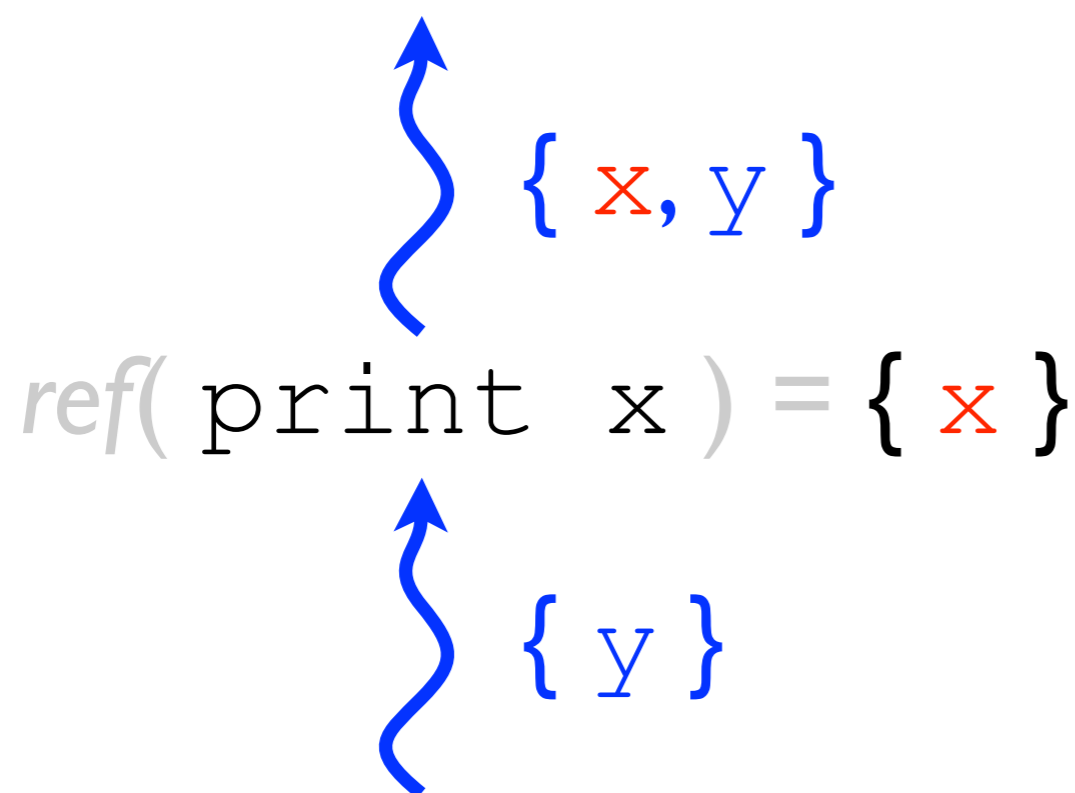 { x, y }
ref( print x ) = { x }
{ y }